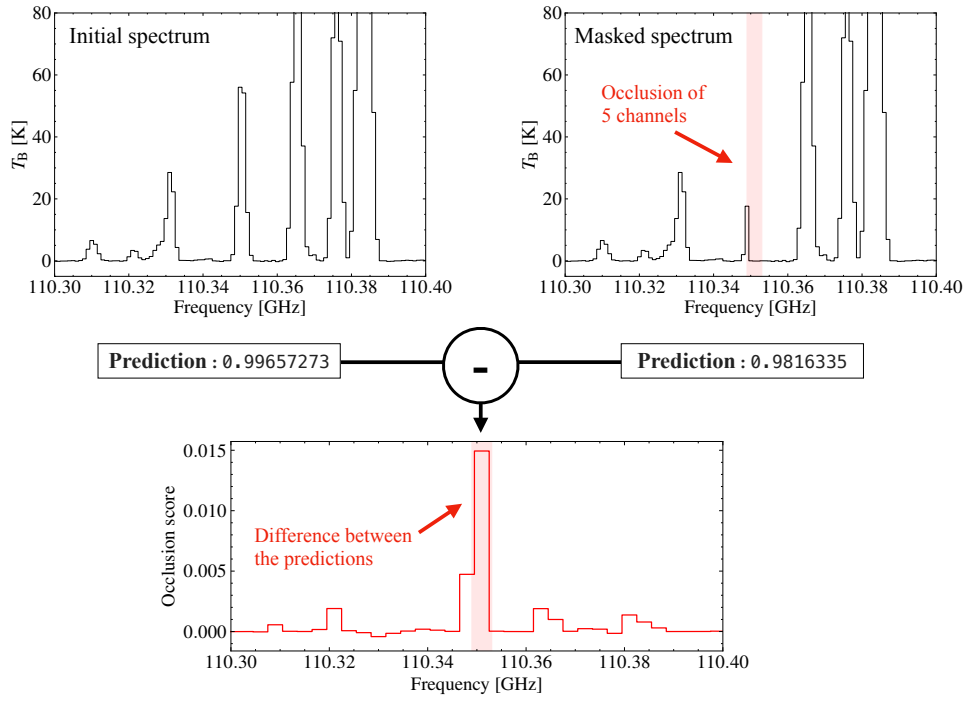 Initial spectrum
80
60
40
20
0
T_B [K]
110.30 110.32 110.34 110.36 110.38 110.40
Frequency [GHz]
Masked spectrum
Occlusion of
5 channels
80
60
40
20
0
T_B [K]
110.30 110.32 110.34 110.36 110.38 110.40
Frequency [GHz]
Prediction : 0.99657273
-
Prediction : 0.9816335
0.015
0.010
0.005
0.000
Occlusion score
Difference between
the predictions
110.30 110.32 110.34 110.36 110.38 110.40
Frequency [GHz]